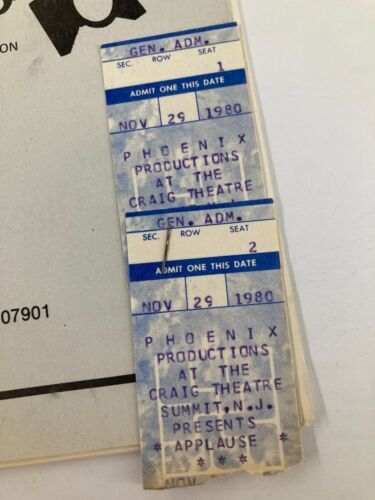 ON
GEN. ADM.
SEC. ROW SEAT
1
ADMIT ONE THIS DATE
NOV 29 1980
PHOENIX
PRODUCTIONS
AT THE
CRAIG THEATRE
GEN. ADM.
SEC. ROW SEAT
2
ADMIT ONE THIS DATE
NOV 29 1980
PHOENIX
PRODUCTIONS
AT THE
CRAIG THEATRE
SUMMIT,N.J.
PRESENTS
* APPLAUSE *
* * *
07901